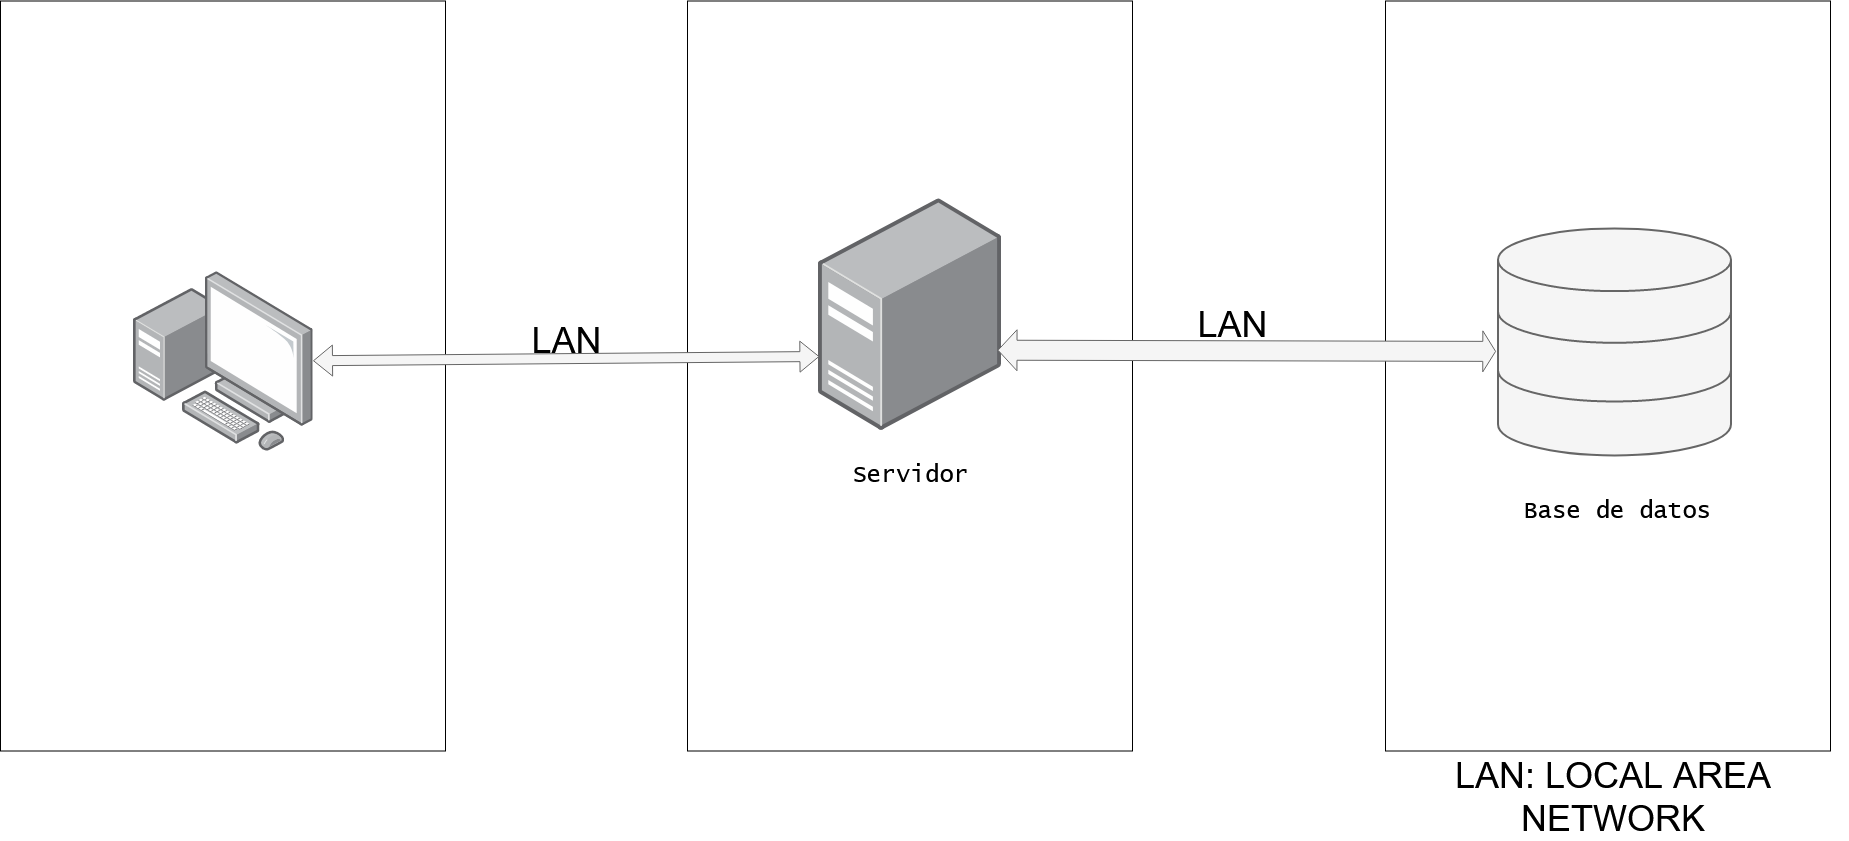 LAN
LAN
Servidor
Base de datos
LAN: LOCAL AREA
NETWORK